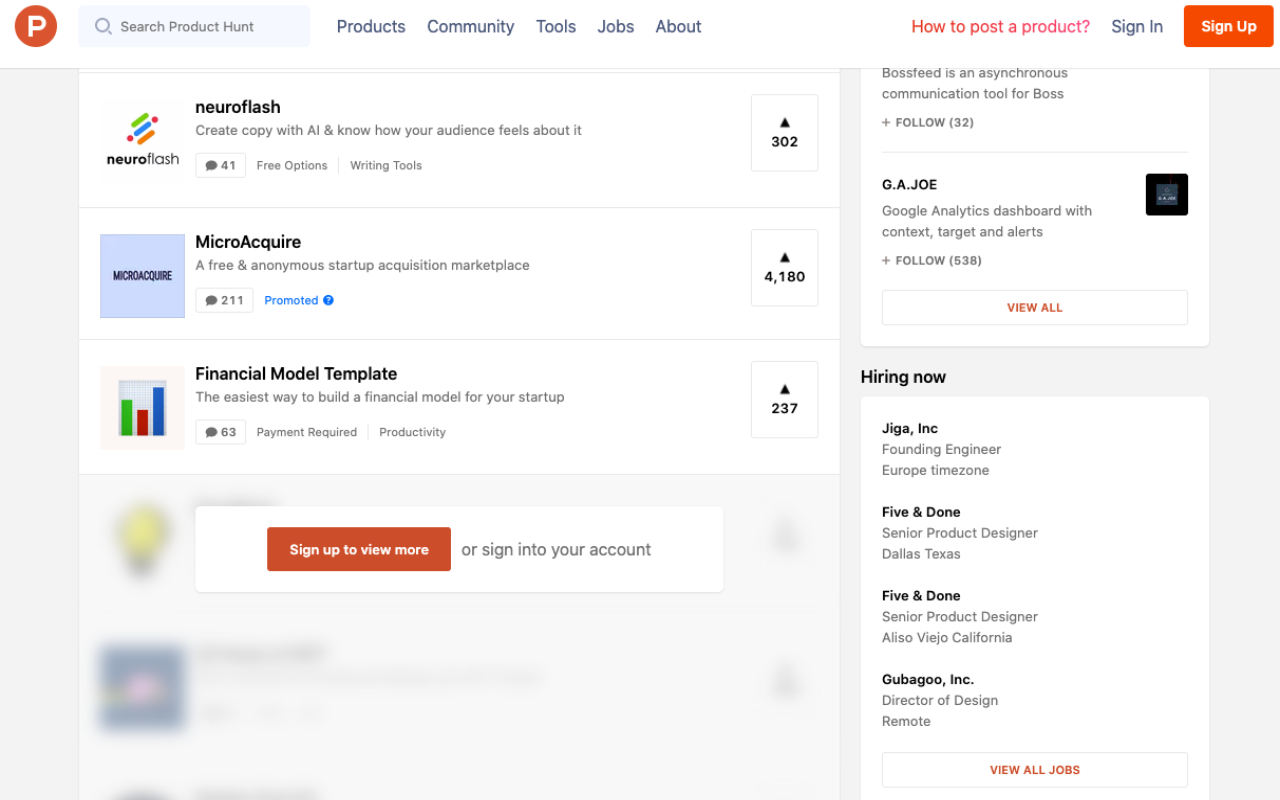 P
Search Product Hunt
Products
Community
Tools
Jobs
About
How to post a product?
Sign In
Sign Up
neuroflash
neuroflash
Create copy with AI & know how your audience feels about it
41
Free Options
Writing Tools
302
MICROACQUIRE
MicroAcquire
A free & anonymous startup acquisition marketplace
211
Promoted
4,180
Financial Model Template
The easiest way to build a financial model for your startup
63
Payment Required
Productivity
237
Sign up to view more
or sign into your account
Bossfeed is an asynchronous
communication tool for Boss
+ FOLLOW (32)
G.A.JOE
G.A.JOE
Google Analytics dashboard with
context, target and alerts
+ FOLLOW (538)
VIEW ALL
Hiring now
Jiga, Inc
Founding Engineer
Europe timezone
Five & Done
Senior Product Designer
Dallas Texas
Five & Done
Senior Product Designer
Aliso Viejo California
Gubagoo, Inc.
Director of Design
Remote
VIEW ALL JOBS